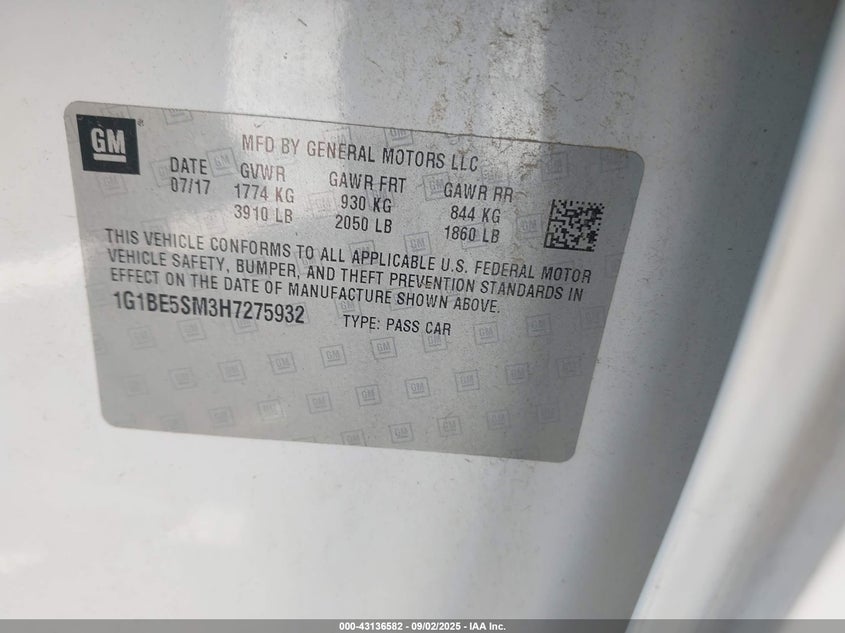 GM
MFD BY GENERAL MOTORS LLC
DATE GVWR GAWR FRT GAWR RR
07/17 1774 KG 930 KG 844 KG
3910 LB 2050 LB 1860 LB
THIS VEHICLE CONFORMS TO ALL APPLICABLE U.S. FEDERAL MOTOR
VEHICLE SAFETY, BUMPER, AND THEFT PREVENTION STANDARDS IN
EFFECT ON THE DATE OF MANUFACTURE SHOWN ABOVE.
1G1BE5SM3H7275932 TYPE: PASS CAR
000-43136582 - 09/02/2025 - IAA Inc.